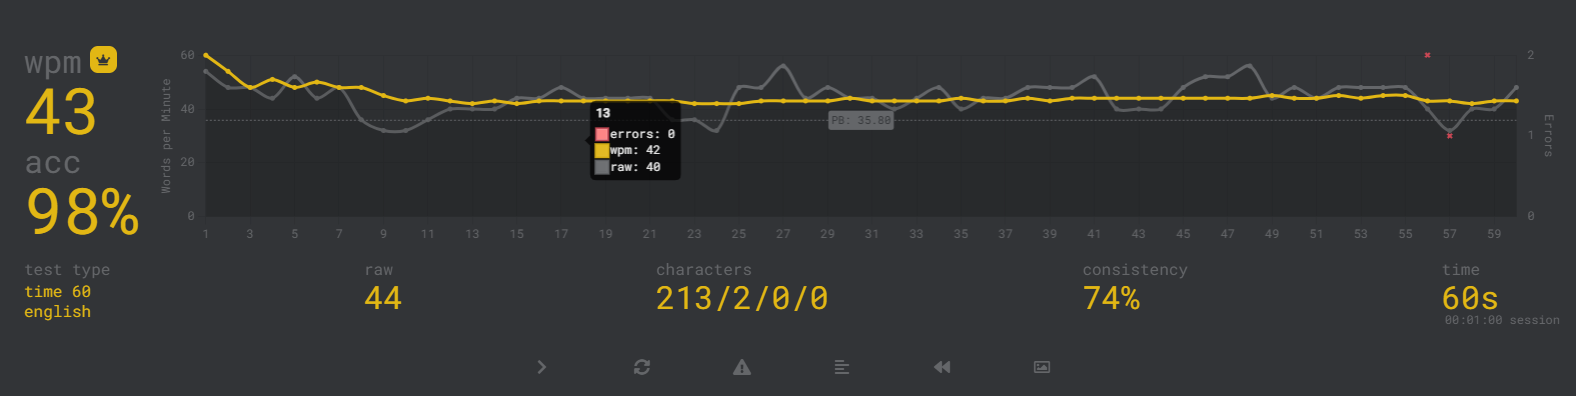 wpm
43
acc
98%
Words per Minute
60
40
20
0
13
errors: 0
wpm: 42
raw: 40
PB: 35.80
2
1
0
Errors
1 3 5 7 9 11 13 15 17 19 21 23 25 27 29 31 33 35 37 39 41 43 45 47 49 51 53 55 57 59
test type
time 60
english
raw
44
characters
213/2/0/0
consistency
74%
time
60s
00:01:00 session